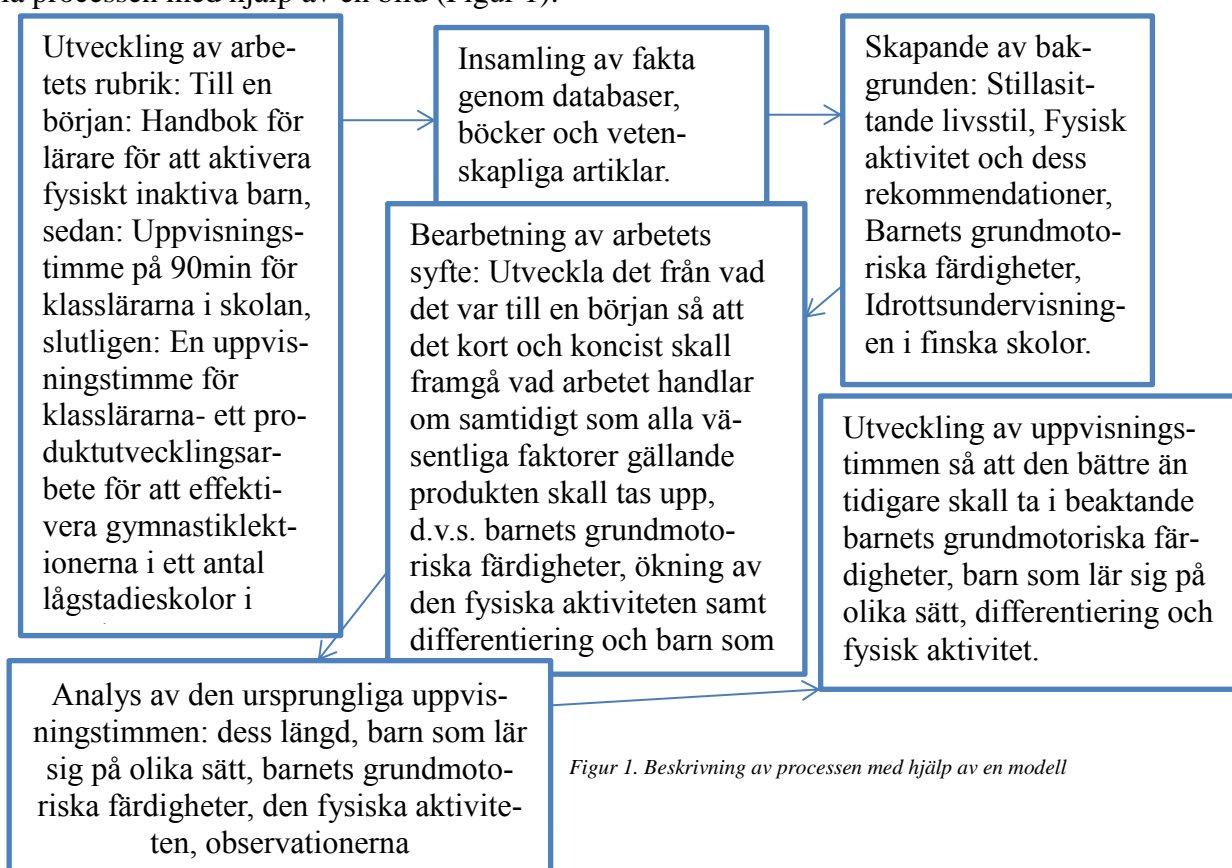 na processen med hjälp av en bild (Figur 1).
Utveckling av arbe-
tets rubrik: Till en
början: Handbok för
lärare för att aktivera
fysiskt inaktiva barn,
sedan: Uppvisnings-
timme på 90min för
klasslärarna i skolan,
slutligen: En uppvis-
ningstimme för
klasslärarna- ett pro-
duktutvecklingsar-
bete för att effekti-
vera gymnastiklekt-
ionerna i ett antal
lågstadieskolor i
Insamling av fakta
genom databaser,
böcker och veten-
skapliga artiklar.
Skapande av bak-
grunden: Stillasit-
tande livsstil, Fysisk
aktivitet och dess
rekommendationer,
Barnets grundmoto-
riska färdigheter,
Idrottsundervisning-
en i finska skolor.
Bearbetning av arbetets
syfte: Utveckla det från vad
det var till en början så att
det kort och koncist skall
framgå vad arbetet handlar
om samtidigt som alla vä-
sentliga faktorer gällande
produkten skall tas upp,
d.v.s. barnets grundmoto-
riska färdigheter, ökning av
den fysiska aktiviteten samt
differentiering och barn som
Analys av den ursprungliga uppvis-
ningstimmen: dess längd, barn som lär
sig på olika sätt, barnets grundmoto-
riska färdigheter, den fysiska aktivite-
ten, observationerna
Utveckling av uppvisnings-
timmen så att den bättre än
tidigare skall ta i beaktande
barnets grundmotoriska fär-
digheter, barn som lär sig på
olika sätt, differentiering och
fysisk aktivitet.
Figur 1. Beskrivning av processen med hjälp av en modell